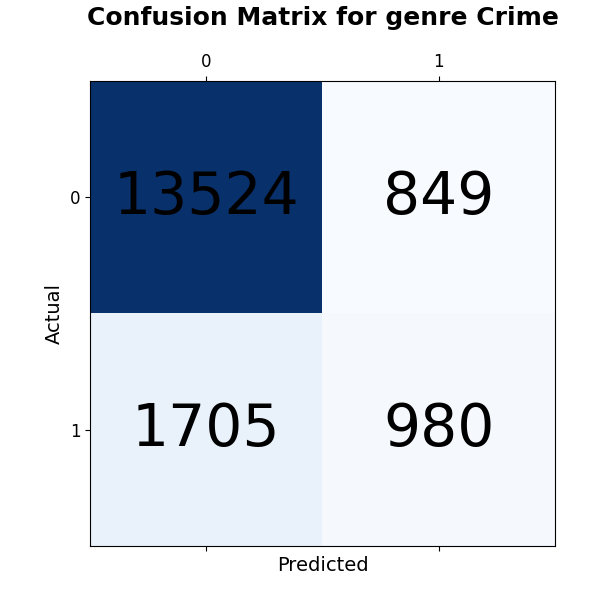 Confusion Matrix for genre Crime
0 1
0 13524 849
Actual
1 1705 980
Predicted